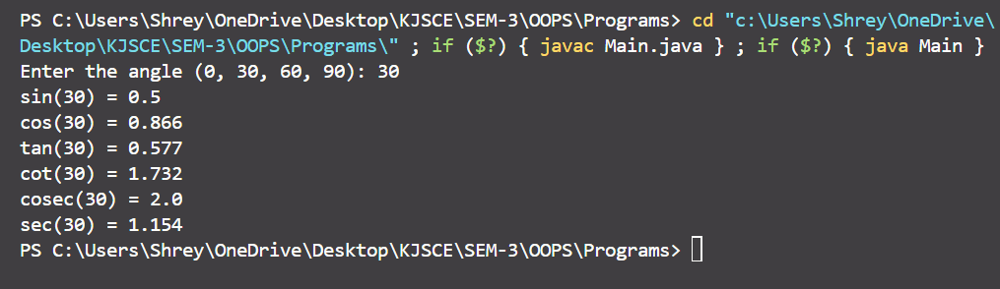 PS C:\Users\Shrey\OneDrive\Desktop\KJSCE\SEM-3\OOPS\Programs> cd "c:\Users\Shrey\OneDrive\
Desktop\KJSCE\SEM-3\OOPS\Programs\" ; if ($?) { javac Main.java } ; if ($?) { java Main }
Enter the angle (0, 30, 60, 90): 30
sin(30) = 0.5
cos(30) = 0.866
tan(30) = 0.577
cot(30) = 1.732
cosec(30) = 2.0
sec(30) = 1.154
PS C:\Users\Shrey\OneDrive\Desktop\KJSCE\SEM-3\OOPS\Programs>